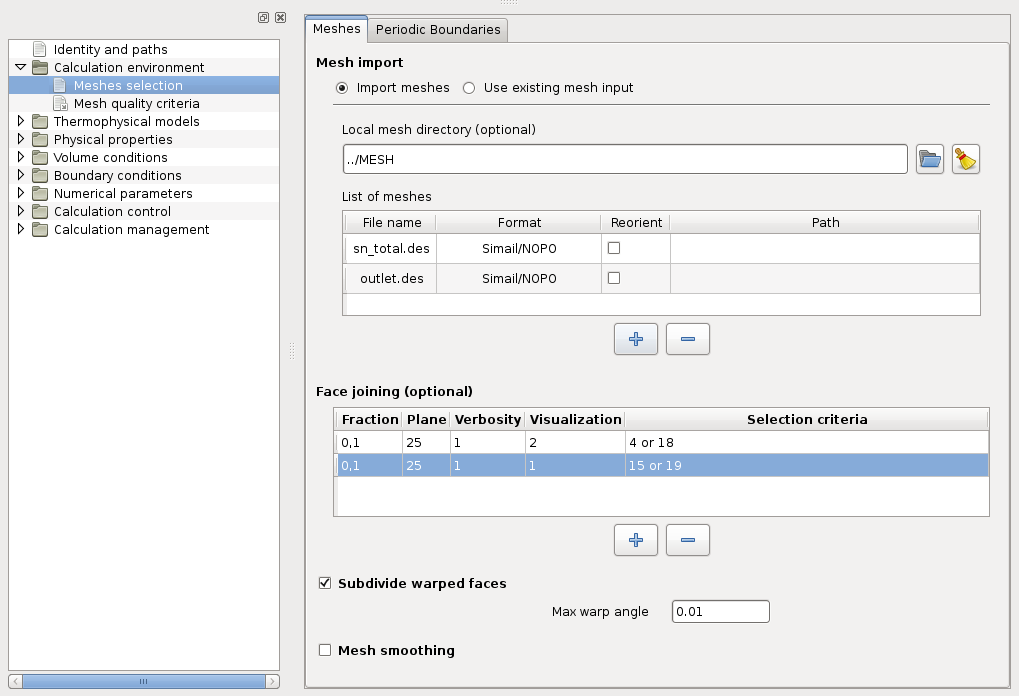 Identity and paths
Calculation environment
Meshes selection
Mesh quality criteria
Thermophysical models
Physical properties
Volume conditions
Boundary conditions
Numerical parameters
Calculation control
Calculation management
Meshes Periodic Boundaries
Mesh import
Import meshes Use existing mesh input
Local mesh directory (optional)
../MESH
List of meshes
File name Format Reorient Path
sn_total.des Simail/NOPO
outlet.des Simail/NOPO
Face joining (optional)
Fraction Plane Verbosity Visualization Selection criteria
0,1 25 1 2 4 or 18
0,1 25 1 1 15 or 19
Subdivide warped faces
Max warp angle 0.01
Mesh smoothing